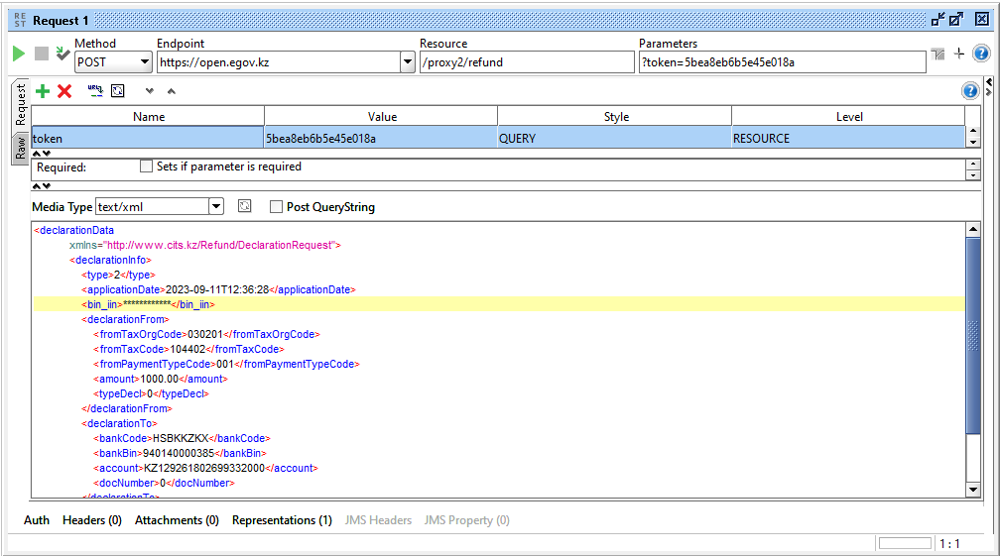 RE
ST
Request 1
Method
Endpoint
Resource
Parameters
POST
https://open.egov.kz
/proxy2/refund
?token=5bea8eb6b5e45e018a
Request
Raw
Name
Value
Style
Level
token
5bea8eb6b5e45e018a
QUERY
RESOURCE
Required:
Sets if parameter is required
Media Type
text/xml
Post QueryString
<declarationData
xmlns="http://www.cits.kz/Refund/DeclarationRequest">
<declarationInfo>
<type>2</type>
<applicationDate>2023-09-11T12:36:28</applicationDate>
<bin_iin>************</bin_iin>
<declarationFrom>
<fromTaxOrgCode>030201</fromTaxOrgCode>
<fromTaxCode>104402</fromTaxCode>
<fromPaymentTypeCode>001</fromPaymentTypeCode>
<amount>1000.00</amount>
<typeDecl>0</typeDecl>
</declarationFrom>
<declarationTo>
<bankCode>HSBKKZKX</bankCode>
<bankBin>940140000385</bankBin>
<account>KZ129261802699332000</account>
<docNumber>0</docNumber>
</declarationTo>
Auth
Headers (0)
Attachments (0)
Representations (1)
JMS Headers
JMS Property (0)
1 : 1